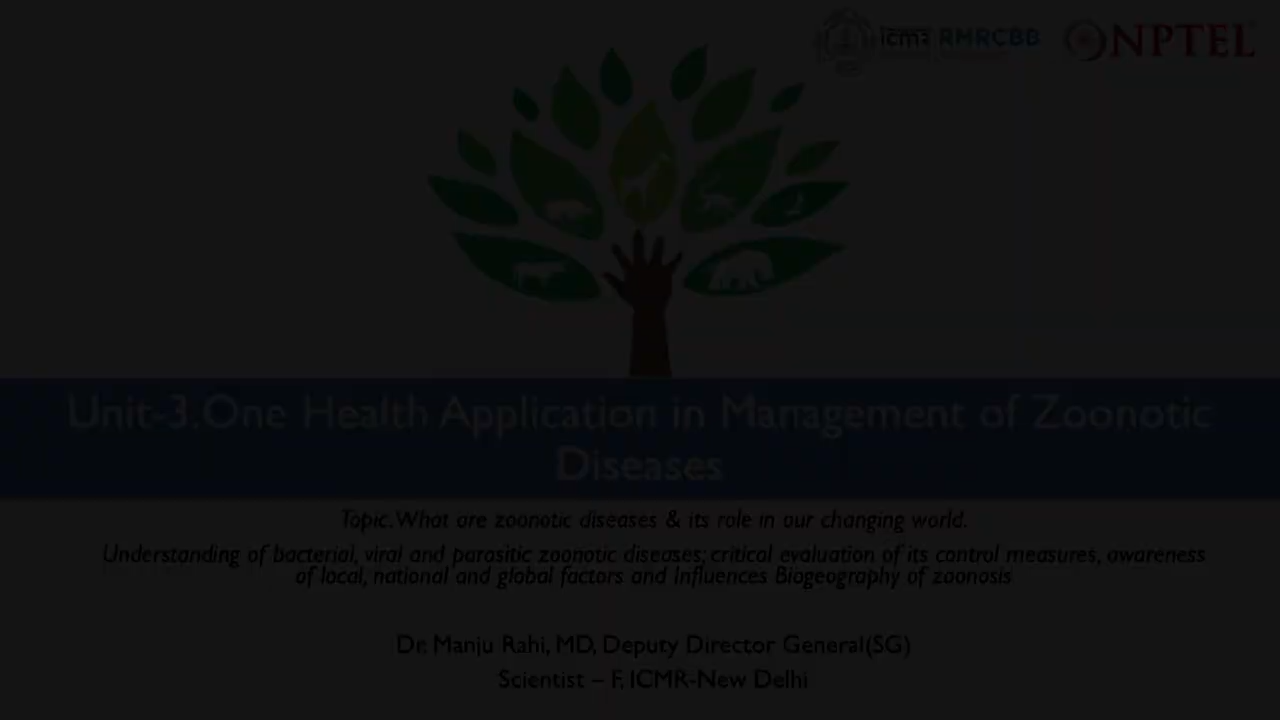 icmr RMRCBB NPTEL
Unit-3.One Health Application in Management of Zoonotic
Diseases
Topic.What are zoonotic diseases & its role in our changing world.
Understanding of bacterial, viral and parasitic zoonotic diseases; critical evaluation of its control measures, awareness
of local, national and global factors and Influences Biogeography of zoonosis
Dr. Manju Rahi, MD, Deputy Director General(SG)
Scientist – F, ICMR-New Delhi